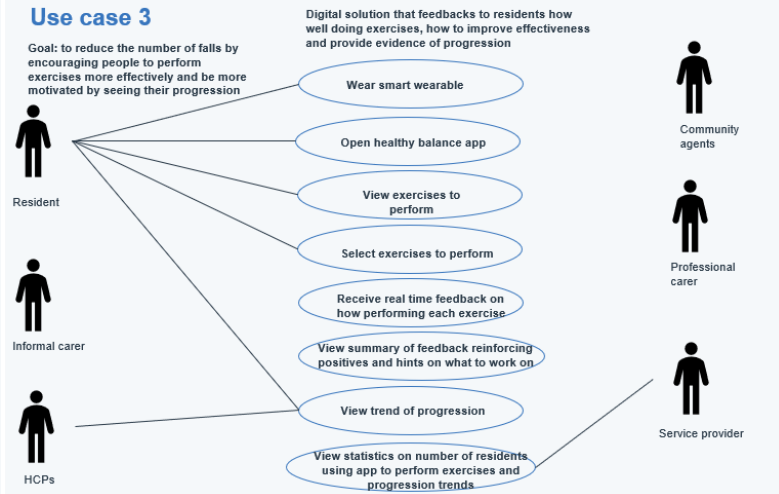 Use case 3
Goal: to reduce the number of falls by
encouraging people to perform
exercises more effectively and be more
motivated by seeing their progression
Digital solution that feedbacks to residents how
well doing exercises, how to improve effectiveness
and provide evidence of progression
Resident
Informal carer
HCPs
Wear smart wearable
Open healthy balance app
View exercises to
perform
Select exercises to perform
Receive real time feedback on
how performing each exercise
View summary of feedback reinforcing
positives and hints on what to work on
View trend of progression
View statistics on number of residents
using app to perform exercises and
progression trends
Community
agents
Professional
carer
Service provider